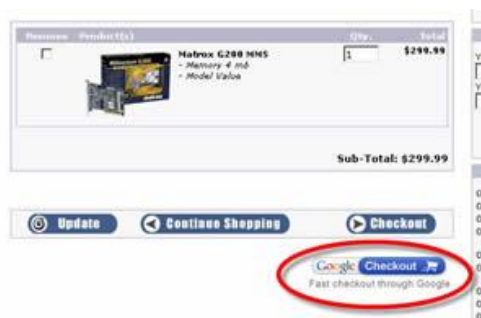 Remove Product(s) Qty. Total
Matrox G200 MMS 1 $299.99
- Memory 4 mb
- Model Value
Sub-Total: $299.99
Update Continue Shopping Checkout
Google Checkout
Fast checkout through Google